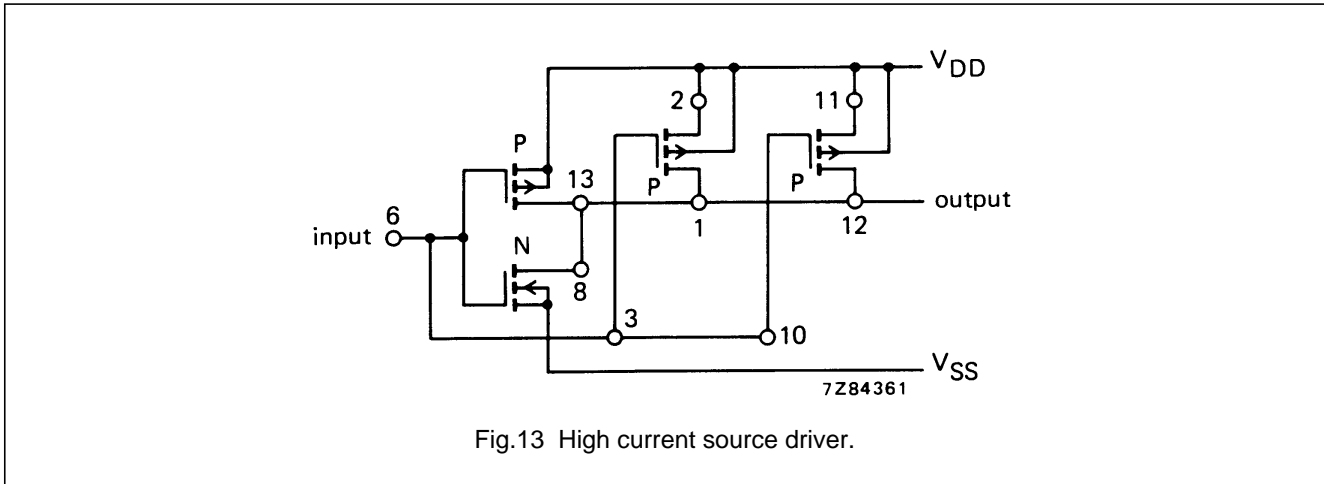 V_DD
2
11
P
13
P
P
6
input
1
12
output
N
8
3
10
V_SS
7Z84361
Fig.13 High current source driver.